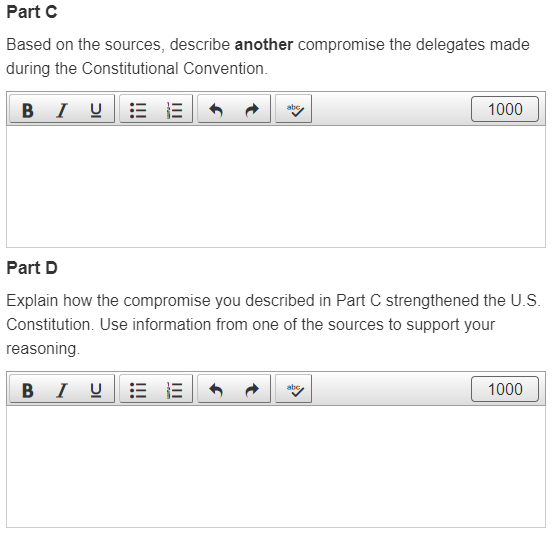 Part C
Based on the sources, describe another compromise the delegates made
during the Constitutional Convention.
B I U abc 1000
Part D
Explain how the compromise you described in Part C strengthened the U.S.
Constitution. Use information from one of the sources to support your
reasoning.
B I U abc 1000